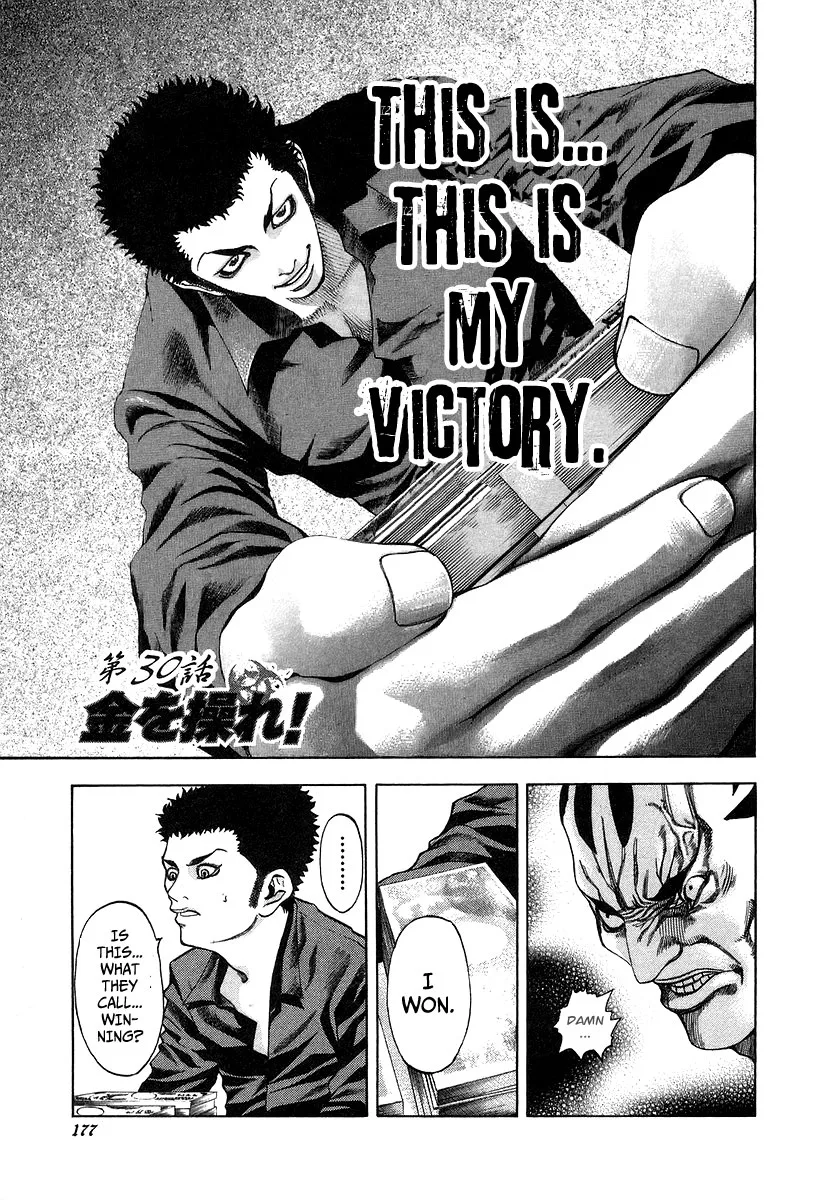 THIS IS...
THIS IS
MY
VICTORY.
第30話
金を操れ!
DAMN
...
I
WON.
.........
IS
THIS...
WHAT
THEY
CALL...
WIN-
NING?
177